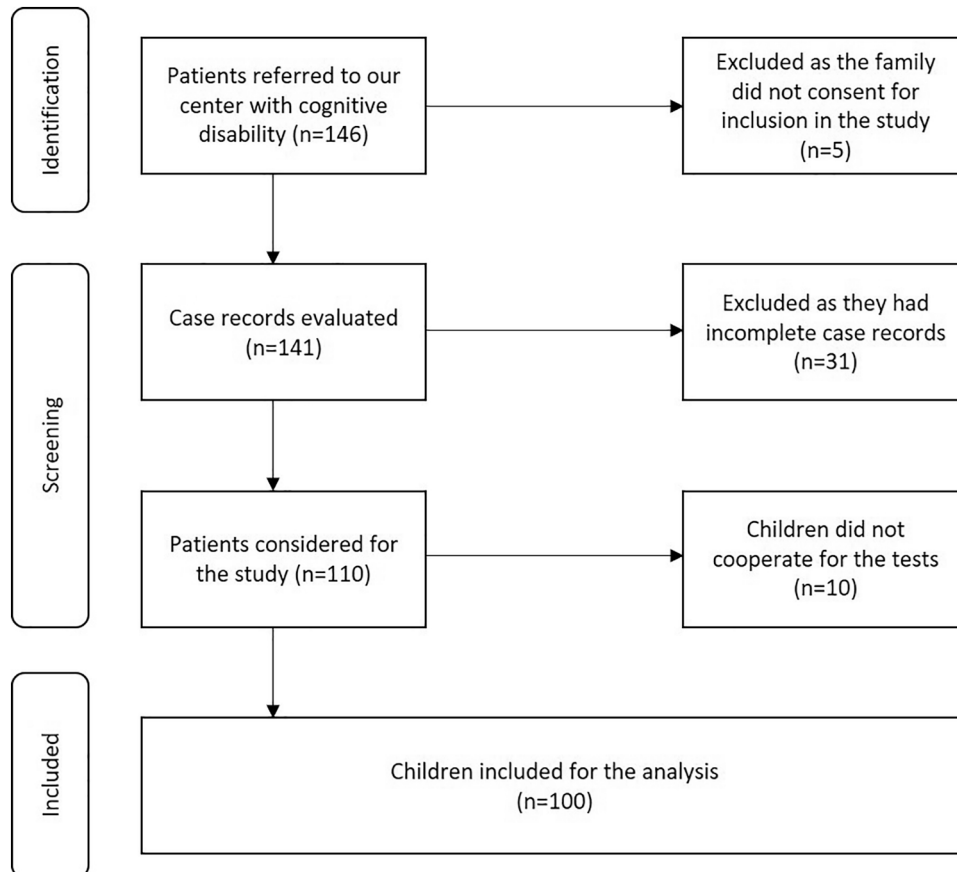 Identification
Patients referred to our
center with cognitive
disability (n=146)
Excluded as the family
did not consent for
inclusion in the study
(n=5)
Screening
Case records evaluated
(n=141)
Excluded as they had
incomplete case records
(n=31)
Patients considered for
the study (n=110)
Children did not
cooperate for the tests
(n=10)
Included
Children included for the analysis
(n=100)